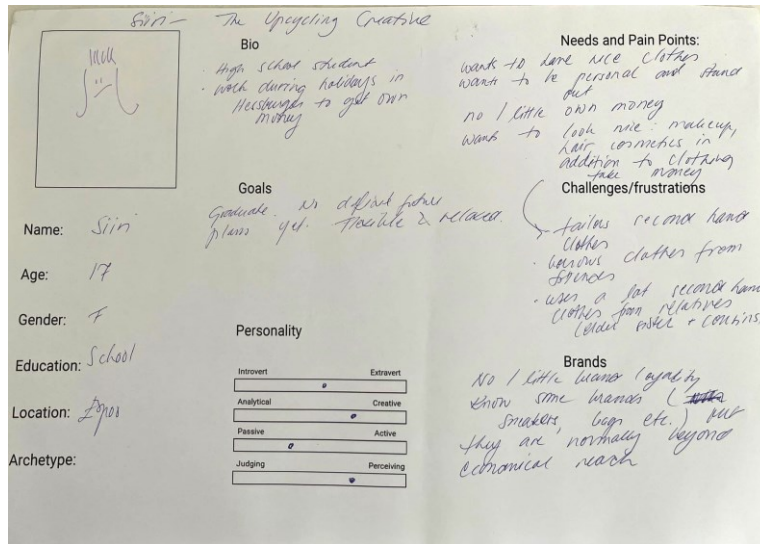 Siiri - The Upcycling Creative
Bio
· High school student
· work during holidays in
Hesburger to get own
money
Needs and Pain Points:
wants to have nice clothes
wants to be personal and stand
out
no / little own money
wants to look nice: makeup,
hair cosmetics in
addition to clothing
take money
Goals
Graduate. No defined future
plans yet. Flexible & relaxed.
Challenges/frustrations
- tailors second hand
clothes
· borrows clothes from
friends
· uses a lot second hand
clothes from relatives
(older sister + cousins)
Name: Siiri
Age: 17
Gender: F
Education: School
Location: Espoo
Archetype:
Personality
Introvert Extravert
Analytical Creative
Passive Active
Judging Perceiving
Brands
No / little brand loyality
know some brands (
sneakers, bags etc.) but
they are normally beyond
economical reach